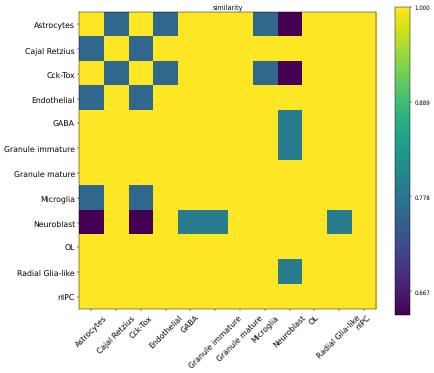 similarity
Astrocytes
Cajal Retzius
Cck-Tox
Endothelial
GABA
Granule immature
Granule mature
Microglia
Neuroblast
OL
Radial Glia-like
nIPC
Astrocytes
Cajal Retzius
Cck-Tox
Endothelial
GABA
Granule immature
Granule mature
Microglia
Neuroblast
OL
Radial Glia-like
nIPC
1.000
0.889
0.778
0.667